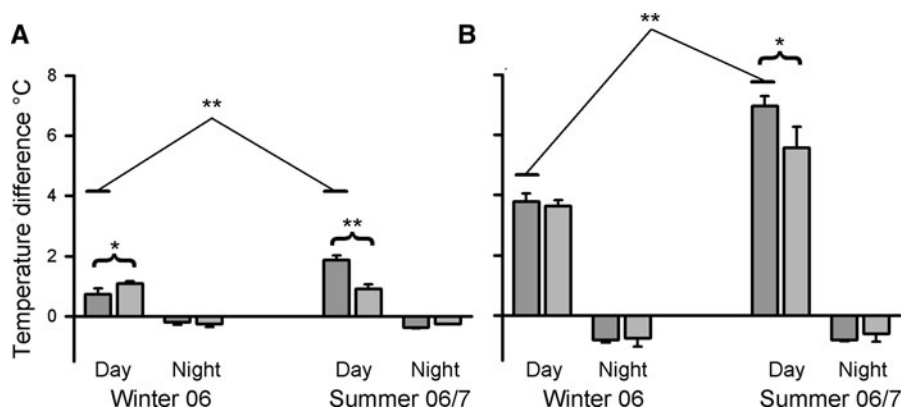 A
B
Temperature difference °C
8
6
4
2
0
**
*
**
**
*
Day Night Day Night
Winter 06 Summer 06/7
Day Night Day Night
Winter 06 Summer 06/7